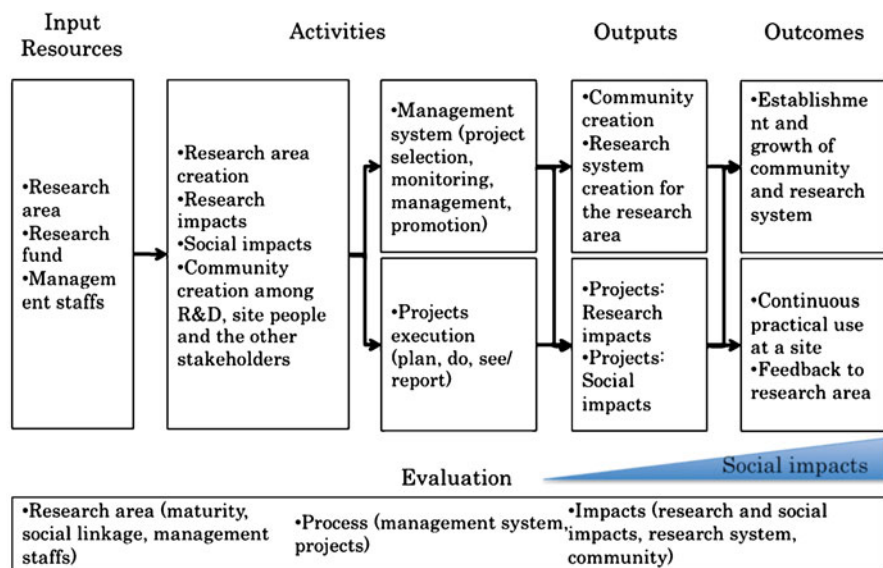 Input
Resources
Activities
Outputs
Outcomes
•Research
area
•Research
fund
•Managem
ent staffs
•Research area
creation
•Research
impacts
•Social impacts
•Community
creation among
R&D, site people
and the other
stakeholders
•Management
system (project
selection,
monitoring,
management,
promotion)
•Projects
execution
(plan, do, see/
report)
•Community
creation
•Research
system
creation for
the research
area
•Projects:
Research
impacts
•Projects:
Social
impacts
•Establishme
nt and
growth of
community
and research
system
•Continuous
practical use
at a site
•Feedback to
research area
Social impacts
Evaluation
•Research area (maturity,
social linkage, management
staffs)
•Process (management system,
projects)
•Impacts (research and social
impacts, research system,
community)